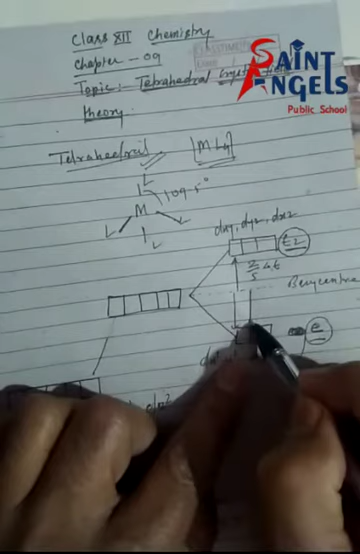 Class XII Chemistry
Chapter - 09
Topic:- Tetrahedral Crystal field
theory.
SAINT
ANGELS
Public School
Tetrahedral
[ML4]
L
109.5°
M
L
L
L
dxy, dyz, dxz
t2
2/5 Δt
Barycentre
e